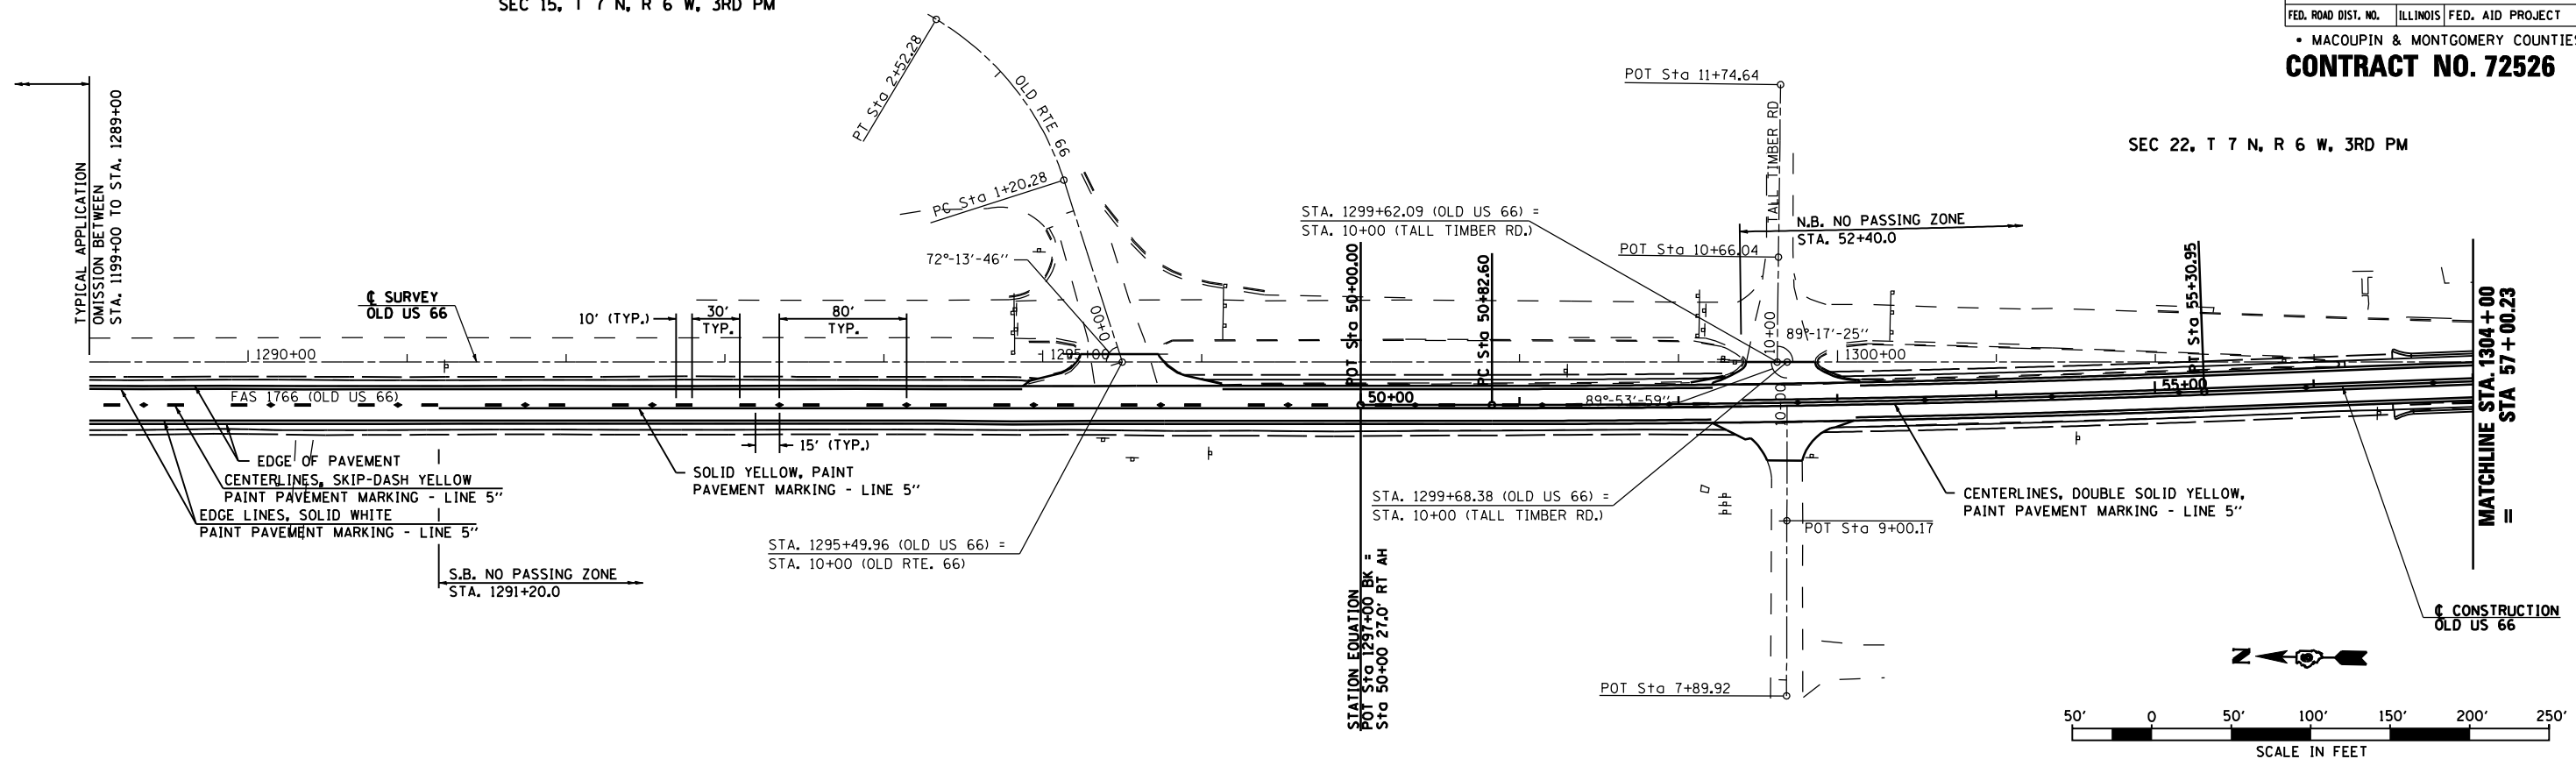 SEC 15, T 7 N, R 6 W, 3RD PM
FED. ROAD DIST. NO. ILLINOIS FED. AID PROJECT
• MACOUPIN & MONTGOMERY COUNTIES
CONTRACT NO. 72526
SEC 22, T 7 N, R 6 W, 3RD PM
TYPICAL APPLICATION
OMISSION BETWEEN
STA. 1199+00 TO STA. 1289+00
℄ SURVEY
OLD US 66
PT Sta 2+52.28
OLD RTE 66
PC Sta 1+20.28
72°-13'-46''
POT Sta 11+74.64
TALL TIMBER RD
STA. 1299+62.09 (OLD US 66) =
STA. 10+00 (TALL TIMBER RD.)
N.B. NO PASSING ZONE
STA. 52+40.0
POT Sta 10+66.04
POT Sta 50+00.00
PC Sta 50+82.60
PT Sta 55+30.95
MATCHLINE STA. 1304+00
= STA 57+00.23
10' (TYP.)
30'
TYP.
80'
TYP.
1290+00
1295+00
0+00
10+00
89°-17'-25''
1300+00
FAS 1766 (OLD US 66)
50+00
89°-53'-59''
10+00
55+00
15' (TYP.)
EDGE OF PAVEMENT
CENTERLINES, SKIP-DASH YELLOW
PAINT PAVEMENT MARKING - LINE 5''
EDGE LINES, SOLID WHITE
PAINT PAVEMENT MARKING - LINE 5''
SOLID YELLOW, PAINT
PAVEMENT MARKING - LINE 5''
S.B. NO PASSING ZONE
STA. 1291+20.0
STA. 1295+49.96 (OLD US 66) =
STA. 10+00 (OLD RTE. 66)
STATION EQUATION
POT Sta 1297+00 BK =
Sta 50+00 27.0' RT AH
STA. 1299+68.38 (OLD US 66) =
STA. 10+00 (TALL TIMBER RD.)
POT Sta 9+00.17
POT Sta 7+89.92
CENTERLINES, DOUBLE SOLID YELLOW,
PAINT PAVEMENT MARKING - LINE 5''
℄ CONSTRUCTION
OLD US 66
N
50' 0 50' 100' 150' 200' 250'
SCALE IN FEET